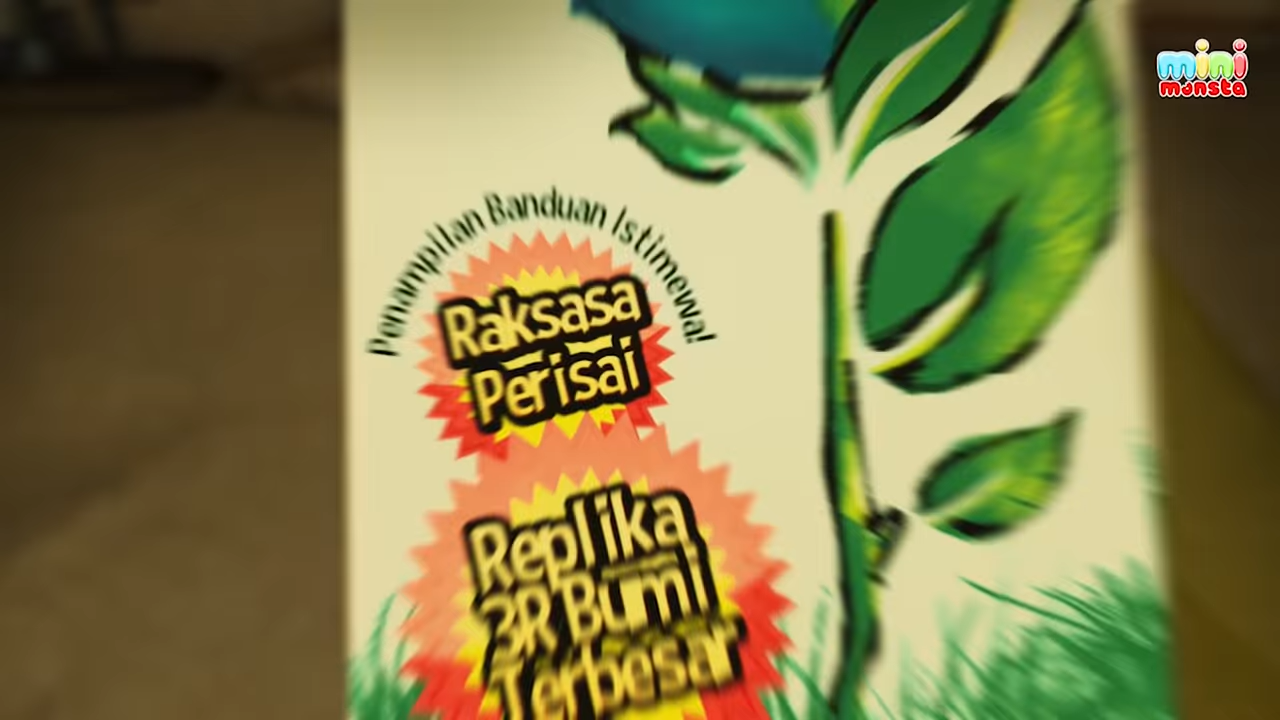 mini
monsta
Penampilan Banduan Istimewa!
Raksasa
Perisai
Replika
3R Bumi
Terbesar